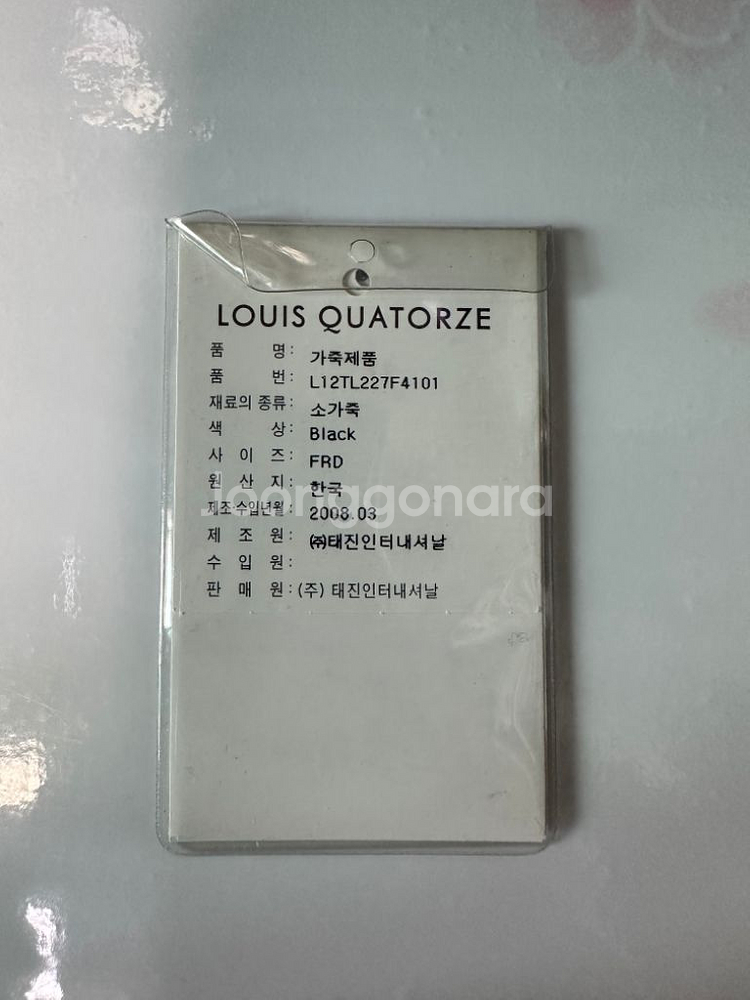 LOUIS QUATORZE
품 명: 가죽제품
품 번: L12TL227F4101
재료의 종류: 소가죽
색 상: Black
사 이 즈: FRD
원 산 지: 한국
제조·수입년월: 2008.03
제 조 원: ㈜태진인터내셔날
수 입 원:
판 매 원: (주) 태진인터내셔날
Joonggonara